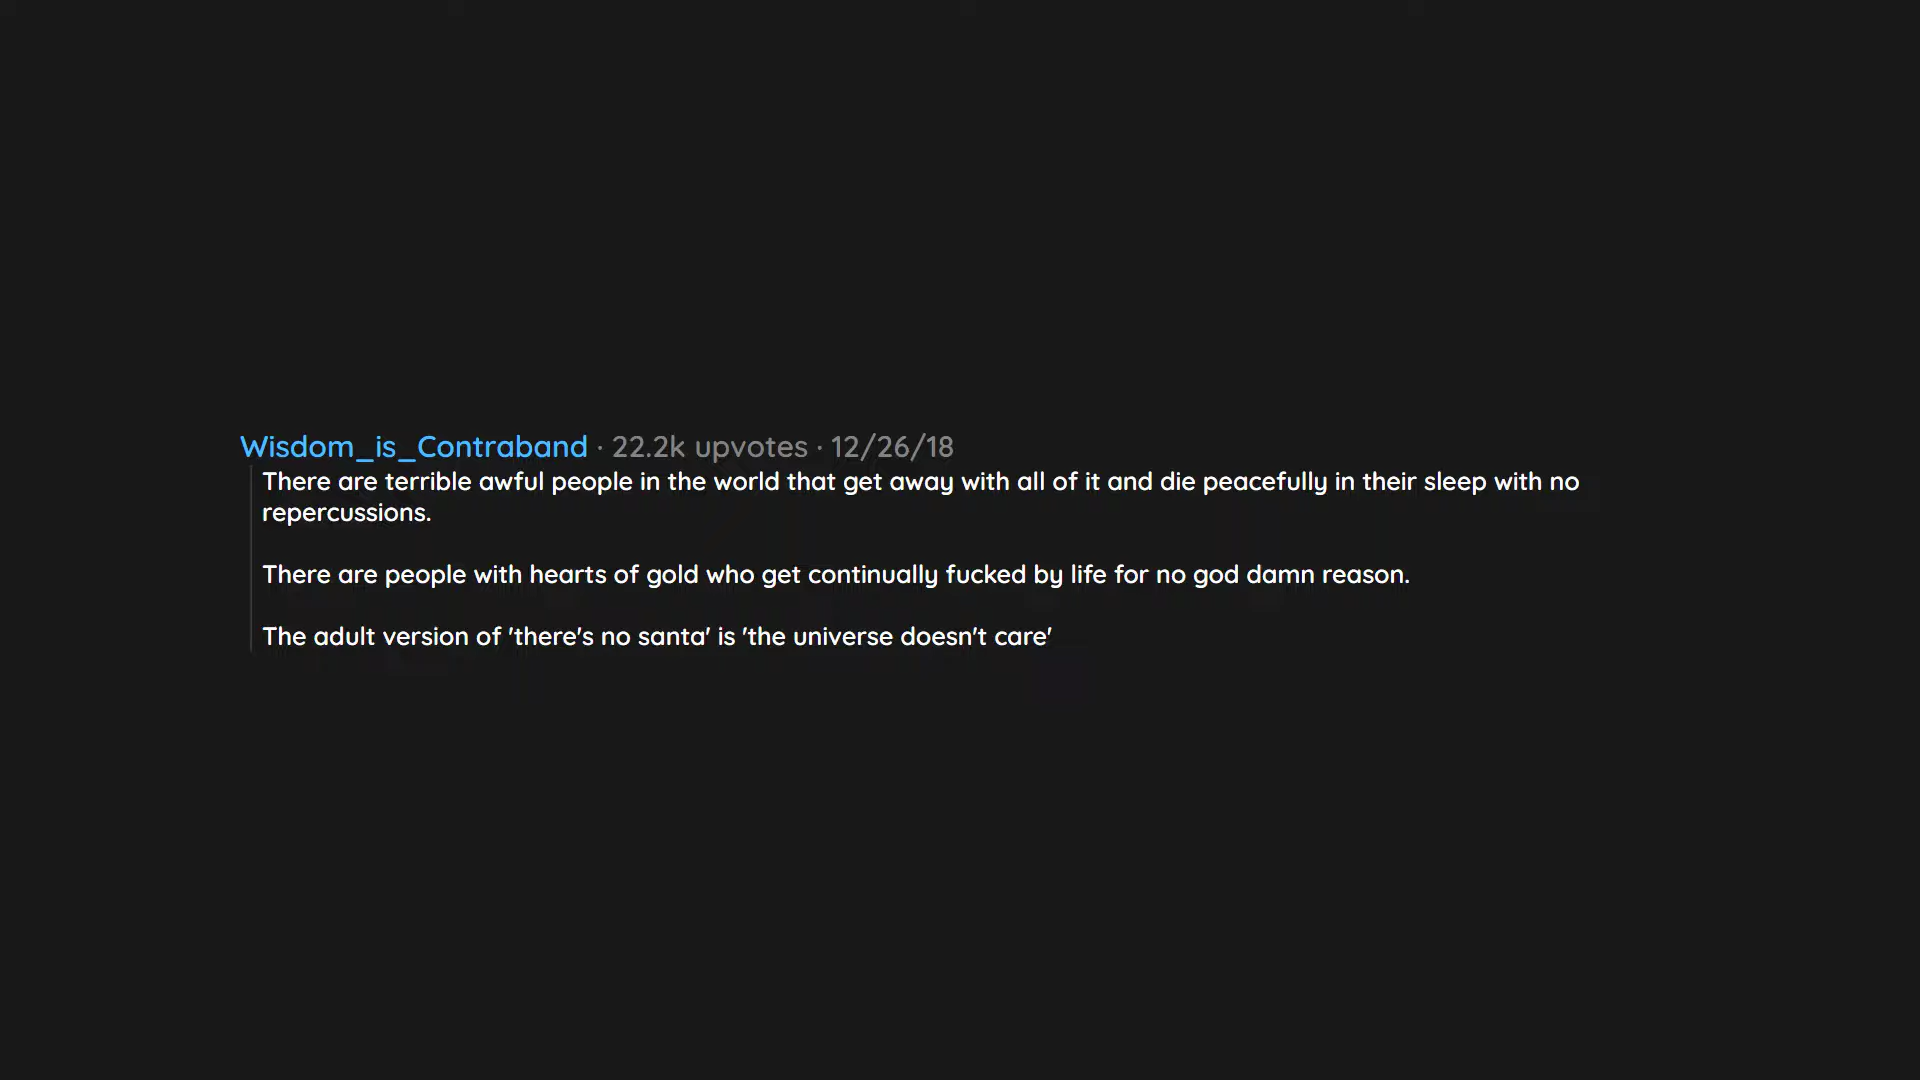 Wisdom_is_Contraband · 22.2k upvotes · 12/26/18
There are terrible awful people in the world that get away with all of it and die peacefully in their sleep with no
repercussions.
There are people with hearts of gold who get continually fucked by life for no god damn reason.
The adult version of 'there's no santa' is 'the universe doesn't care'